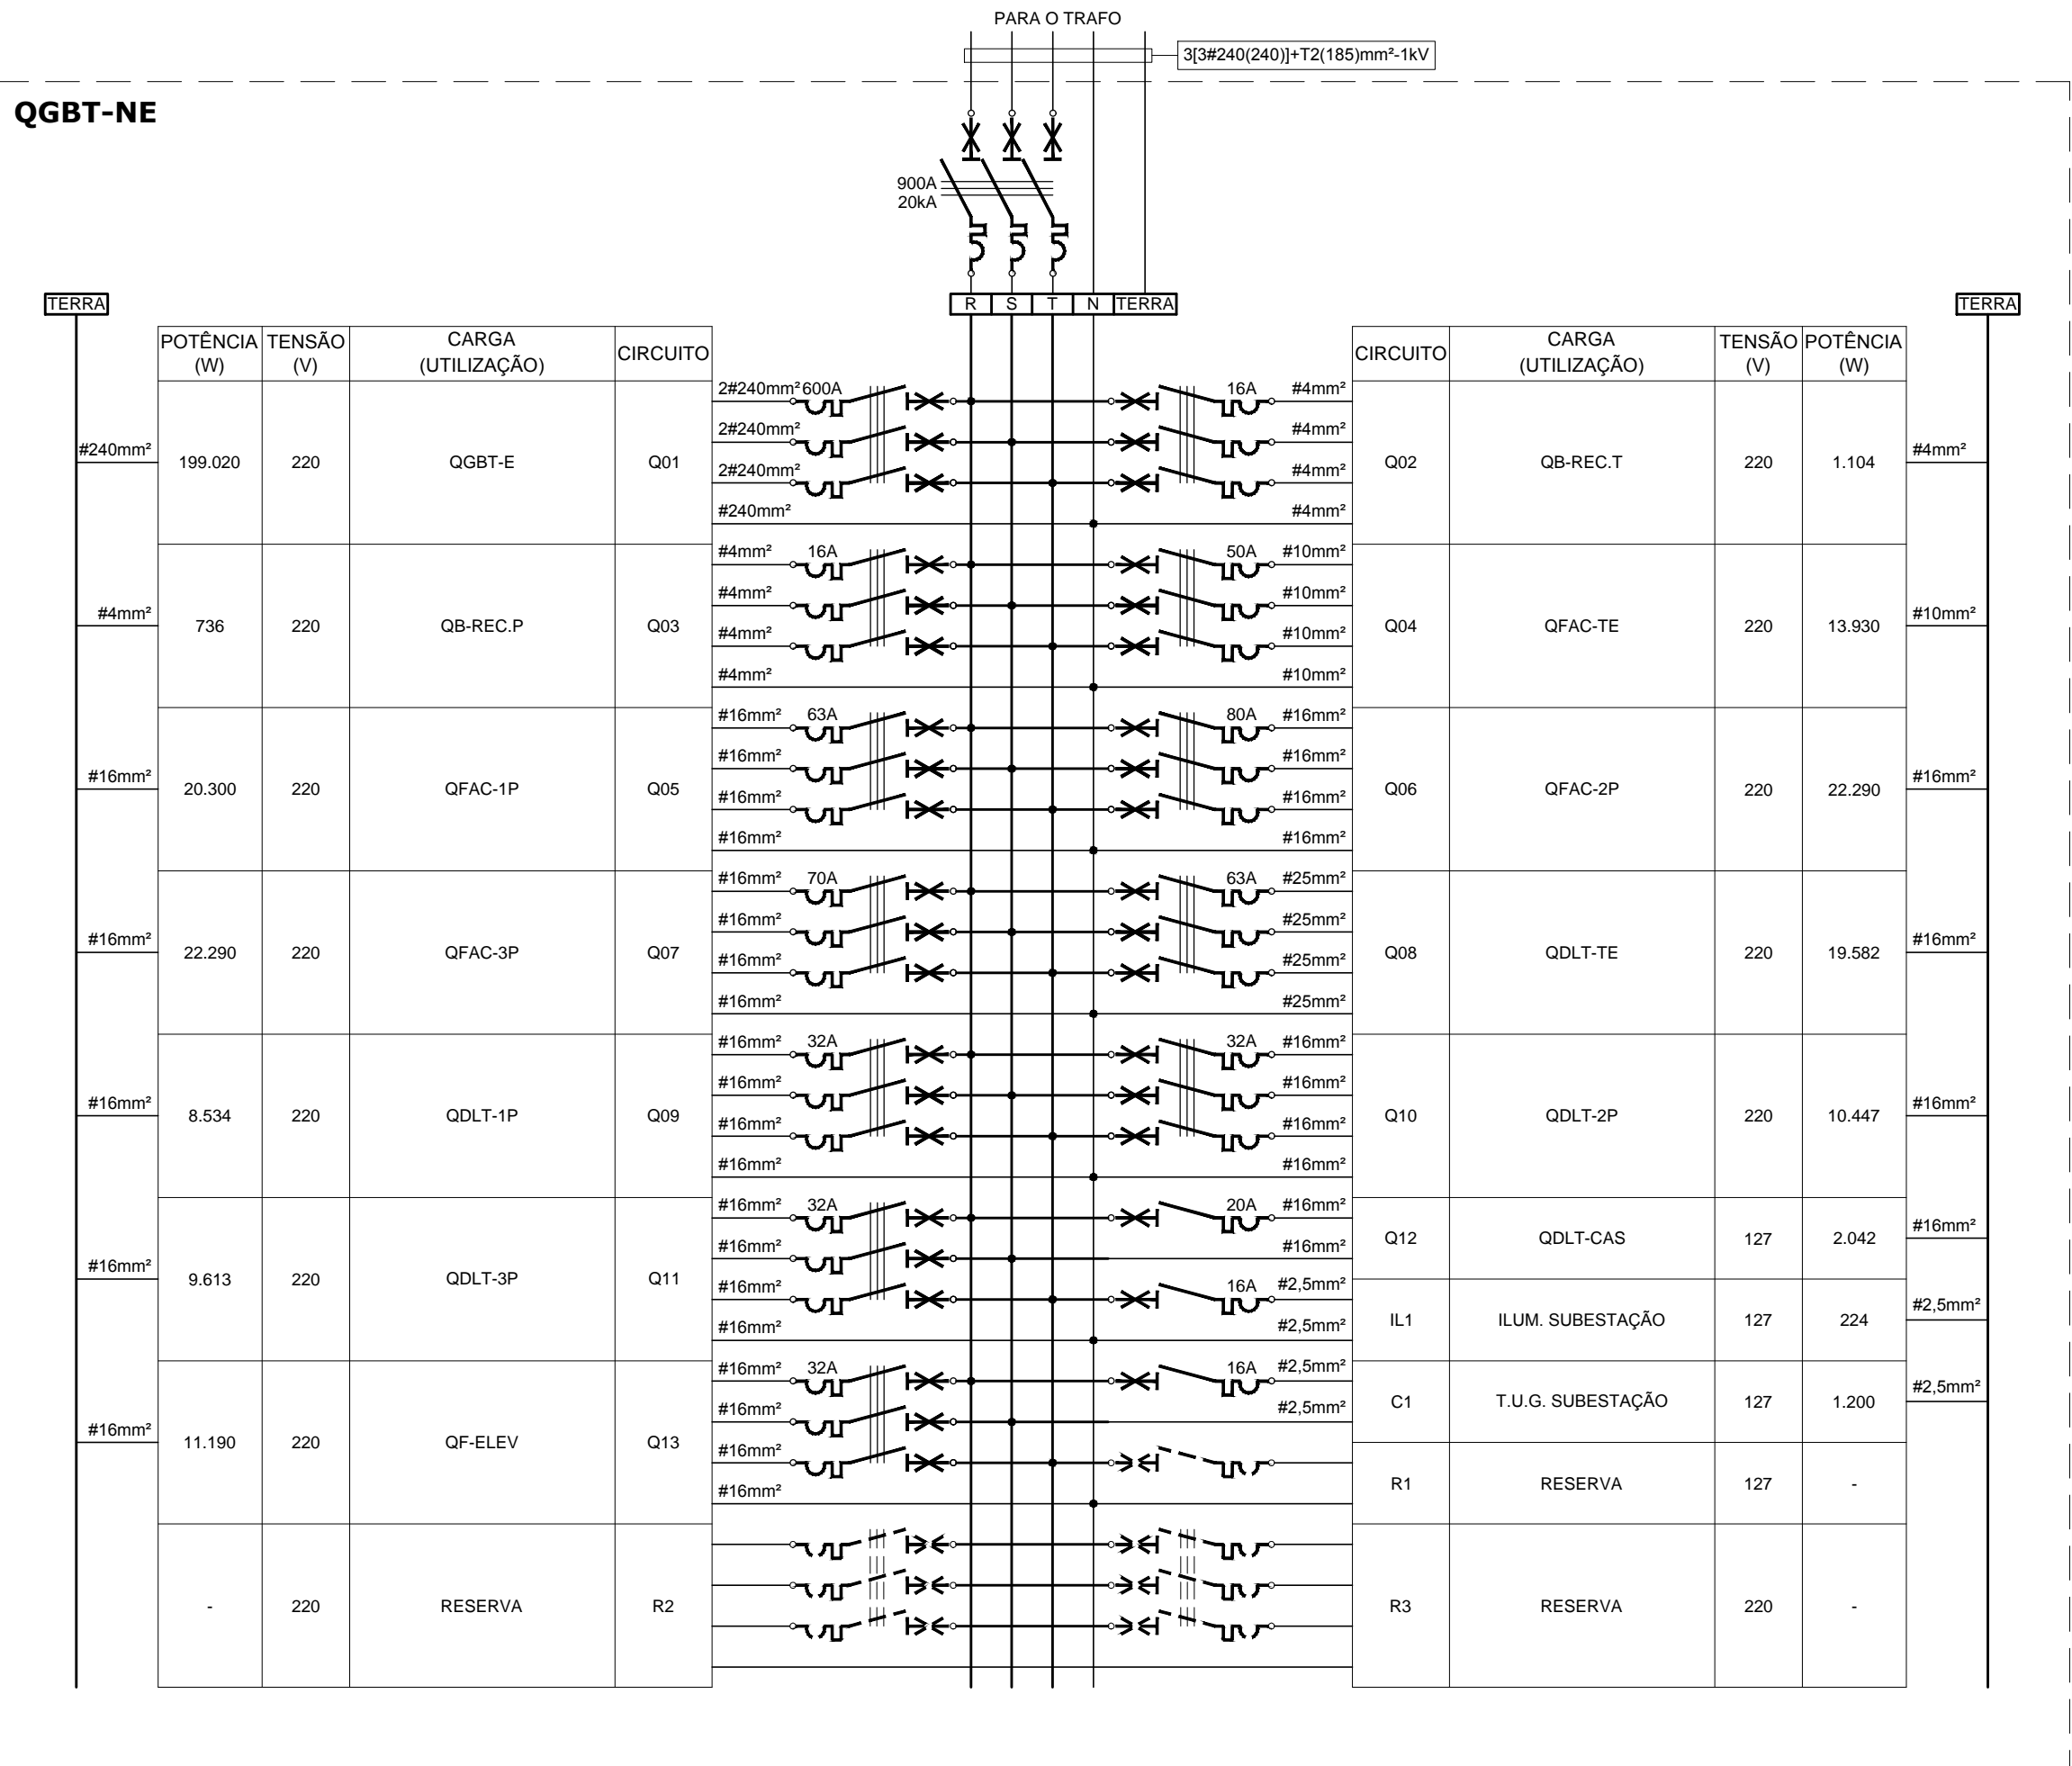 PARA O TRAFO
3[3#240(240)]+T2(185)mm²-1kV
QGBT-NE
900A
20kA
TERRA
R S T N TERRA
TERRA
POTÊNCIA (W) TENSÃO (V) CARGA (UTILIZAÇÃO) CIRCUITO
CIRCUITO CARGA (UTILIZAÇÃO) TENSÃO (V) POTÊNCIA (W)
#240mm² 199.020 220 QGBT-E Q01
2#240mm² 600A
2#240mm²
2#240mm²
#240mm²
16A #4mm²
#4mm²
#4mm²
#4mm²
Q02 QB-REC.T 220 1.104 #4mm²
#4mm² 736 220 QB-REC.P Q03
#4mm² 16A
#4mm²
#4mm²
#4mm²
50A #10mm²
#10mm²
#10mm²
#10mm²
Q04 QFAC-TE 220 13.930 #10mm²
#16mm² 20.300 220 QFAC-1P Q05
#16mm² 63A
#16mm²
#16mm²
#16mm²
80A #16mm²
#16mm²
#16mm²
#16mm²
Q06 QFAC-2P 220 22.290 #16mm²
#16mm² 22.290 220 QFAC-3P Q07
#16mm² 70A
#16mm²
#16mm²
#16mm²
63A #25mm²
#25mm²
#25mm²
#25mm²
Q08 QDLT-TE 220 19.582 #16mm²
#16mm² 8.534 220 QDLT-1P Q09
#16mm² 32A
#16mm²
#16mm²
#16mm²
32A #16mm²
#16mm²
#16mm²
#16mm²
Q10 QDLT-2P 220 10.447 #16mm²
#16mm² 9.613 220 QDLT-3P Q11
#16mm² 32A
#16mm²
#16mm²
#16mm²
20A #16mm²
#16mm²
Q12 QDLT-CAS 127 2.042 #16mm²
16A #2,5mm²
#2,5mm²
IL1 ILUM. SUBESTAÇÃO 127 224 #2,5mm²
#16mm² 11.190 220 QF-ELEV Q13
#16mm² 32A
#16mm²
#16mm²
#16mm²
16A #2,5mm²
#2,5mm²
C1 T.U.G. SUBESTAÇÃO 127 1.200 #2,5mm²
R1 RESERVA 127 -
- 220 RESERVA R2
R3 RESERVA 220 -